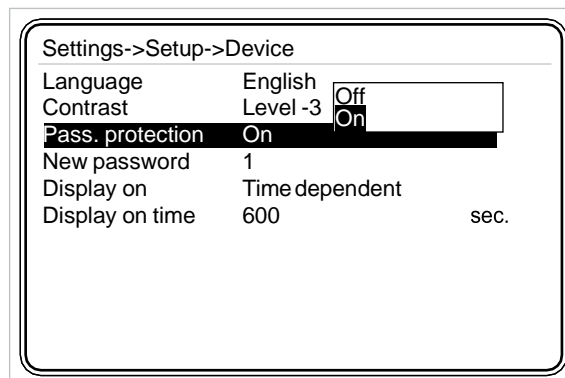 Settings->Setup->Device
Language English
Contrast Level -3
Off
On
Pass. protection On
New password 1
Display on Time dependent
Display on time 600 sec.